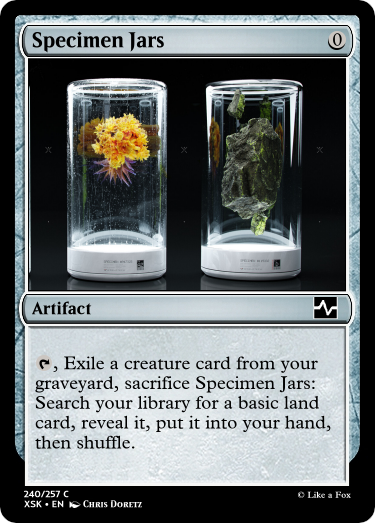 Specimen Jars 0
Artifact
, Exile a creature card from your
graveyard, sacrifice Specimen Jars:
Search your library for a basic land
card, reveal it, put it into your hand,
then shuffle.
240/257 C
XSK • EN Chris Doretz
© Like a Fox